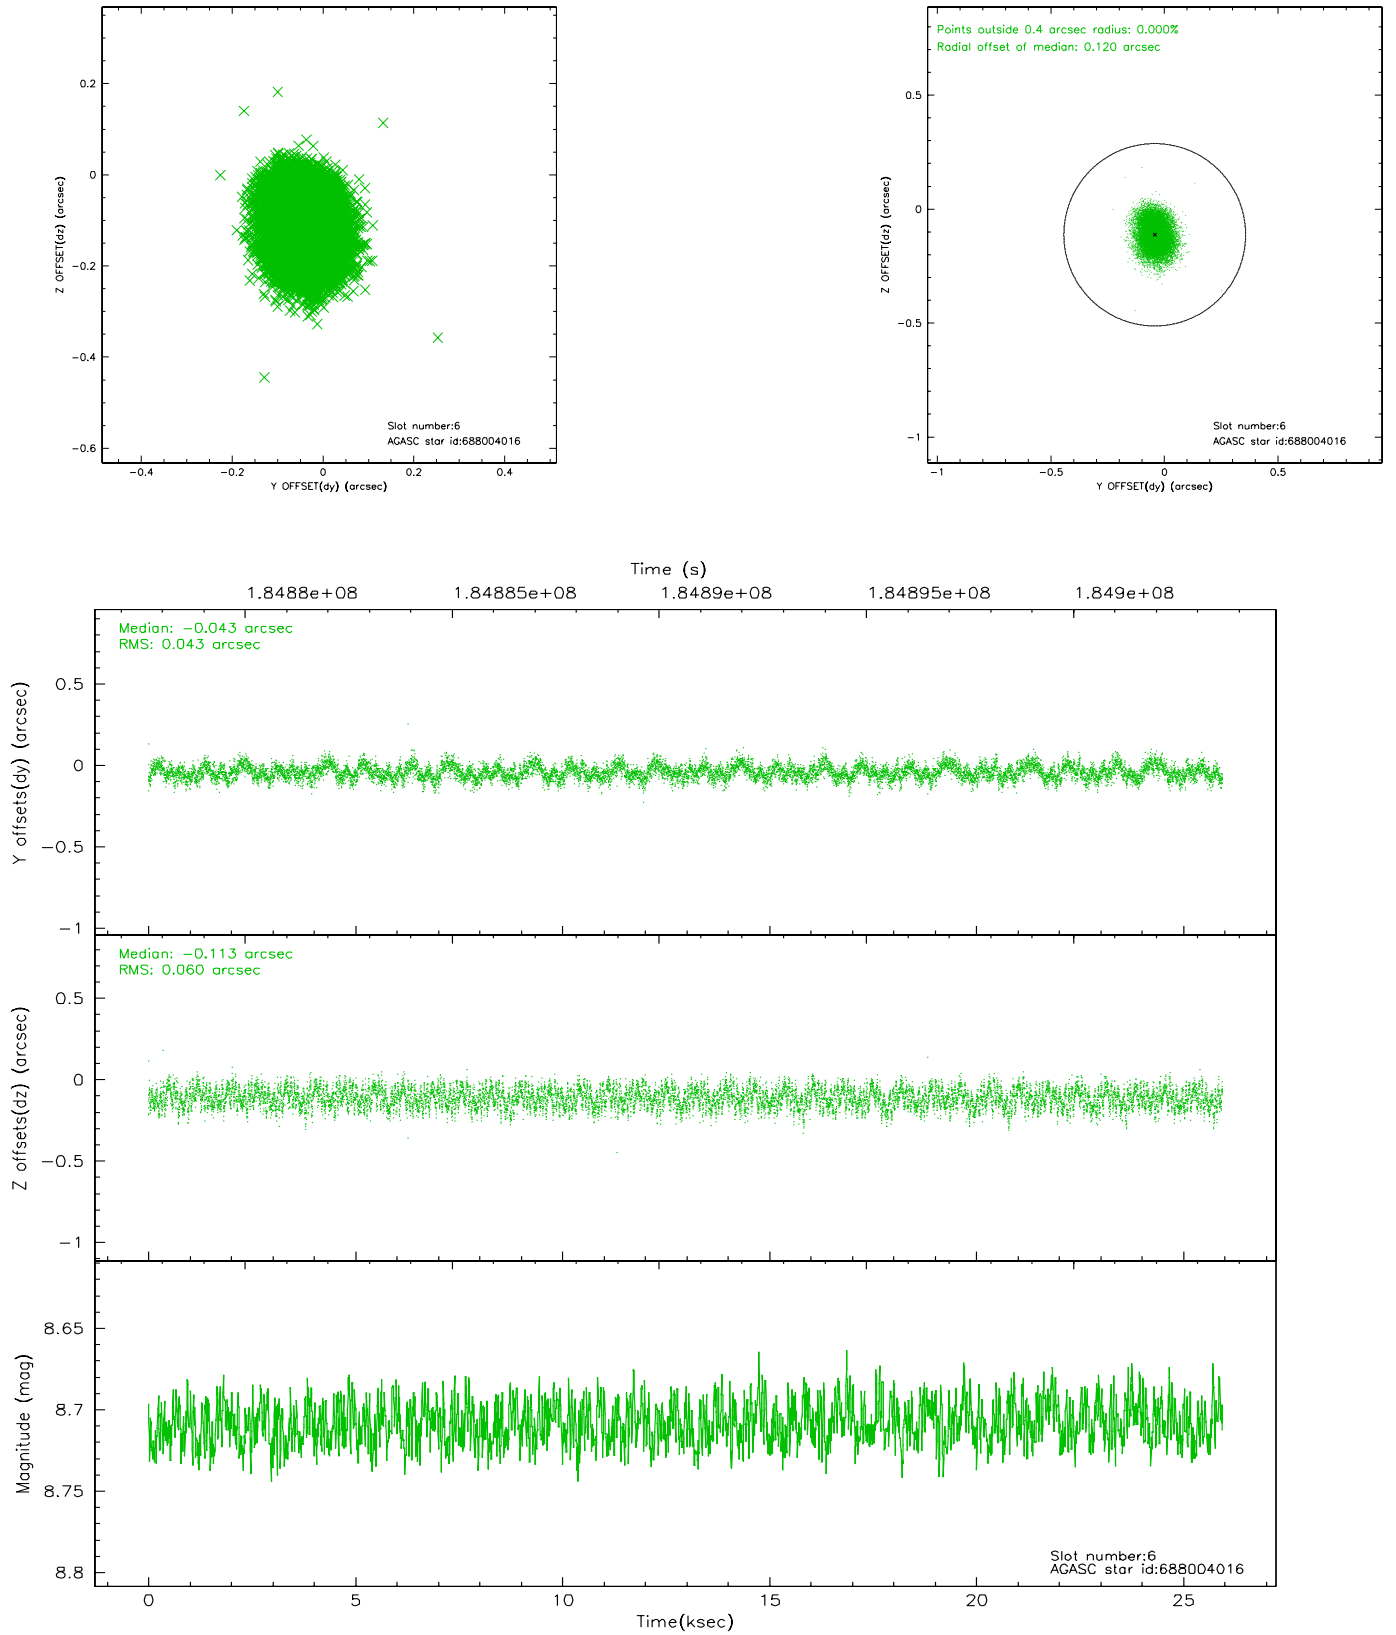 0.2
0
−0.2
−0.4
−0.6
−0.4
−0.2
0
0.2
0.4
Z OFFSET(dz) (arcsec)
Y OFFSET(dy) (arcsec)
Slot number:6
AGASC star id:688004016
Points outside 0.4 arcsec radius: 0.000%
Radial offset of median: 0.120 arcsec
0.5
0
−0.5
−1
−1
−0.5
0
0.5
Z OFFSET(dz) (arcsec)
Y OFFSET(dy) (arcsec)
Slot number:6
AGASC star id:688004016
Time (s)
1.8488e+08
1.84885e+08
1.8489e+08
1.84895e+08
1.849e+08
Median: −0.043 arcsec
RMS: 0.043 arcsec
0.5
0
−0.5
−1
Y offsets(dy) (arcsec)
Median: −0.113 arcsec
RMS: 0.060 arcsec
0.5
0
−0.5
−1
Z offsets(dz) (arcsec)
8.65
8.7
8.75
8.8
Magnitude (mag)
Slot number:6
AGASC star id:688004016
0
5
10
15
20
25
Time(ksec)